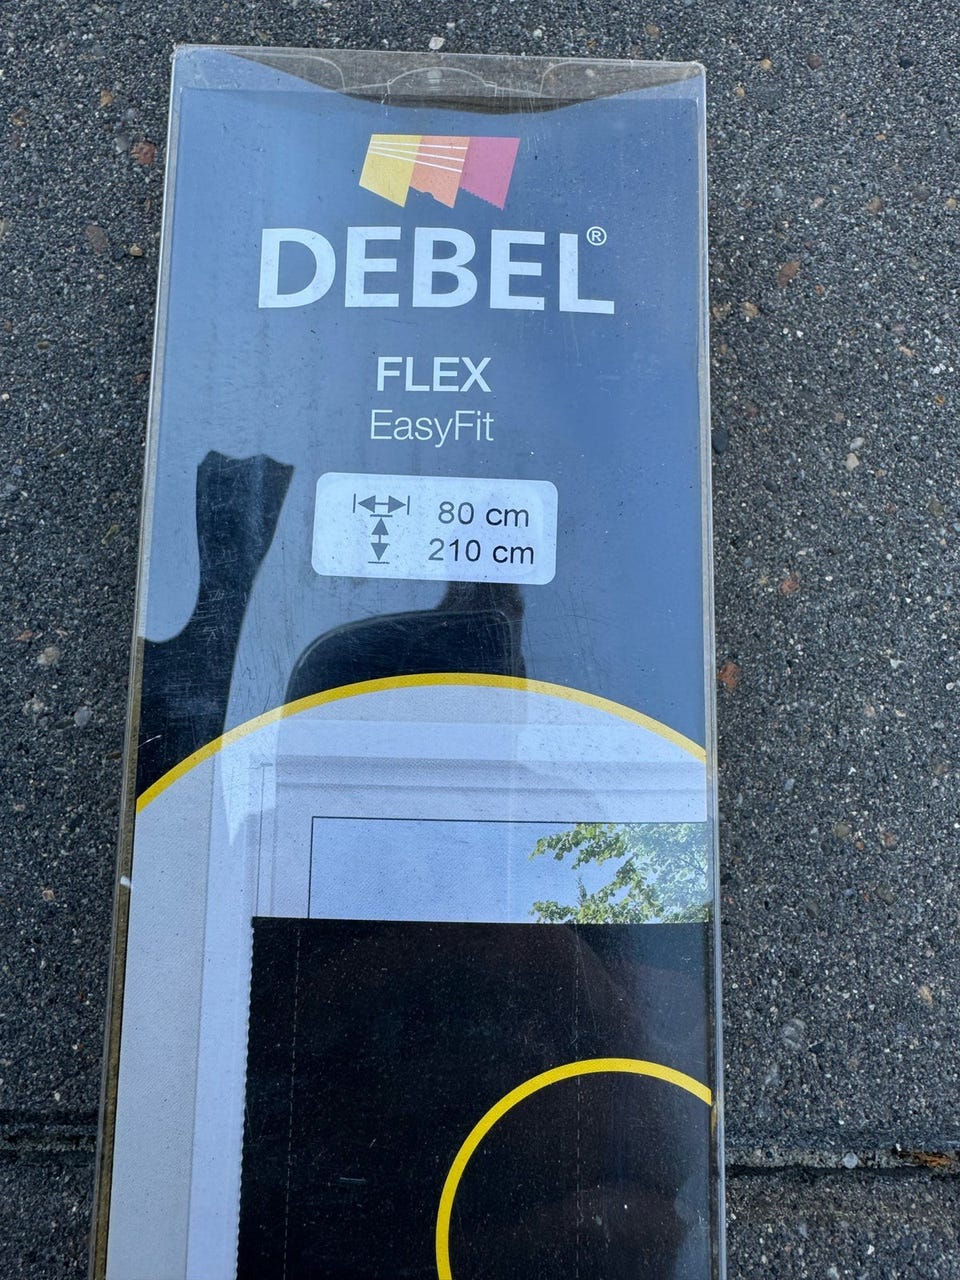 DEBEL®
FLEX
EasyFit
80 cm
210 cm